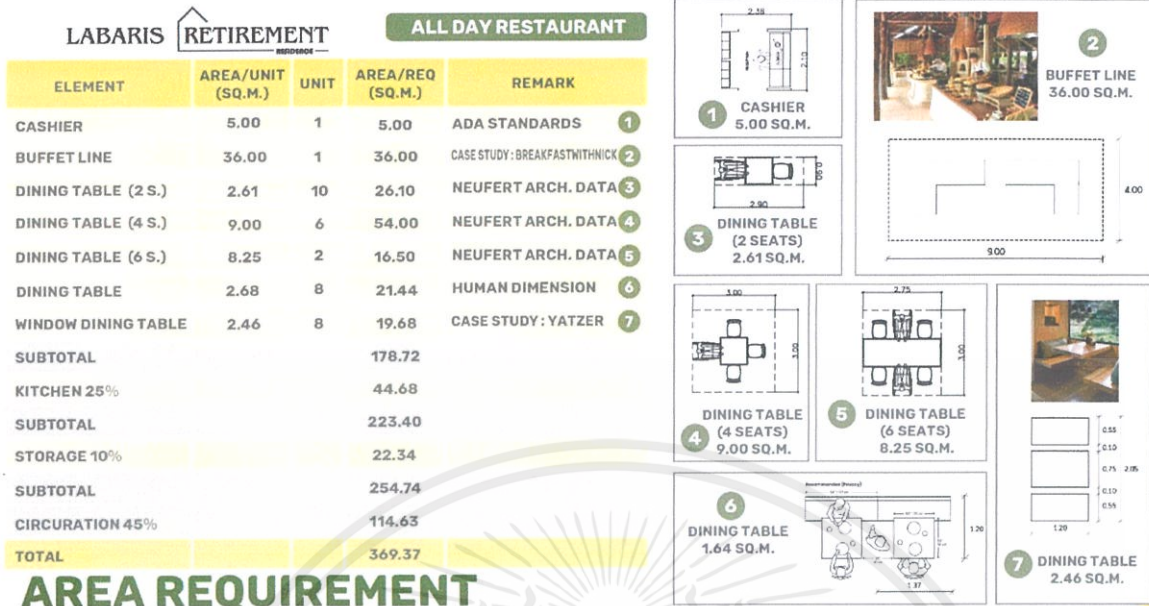 LABARIS RETIREMENT
RESIDENCE
ALL DAY RESTAURANT
ELEMENT AREA/UNIT (SQ.M.) UNIT AREA/REQ (SQ.M.) REMARK
CASHIER 5.00 1 5.00 ADA STANDARDS 1
BUFFET LINE 36.00 1 36.00 CASE STUDY : BREAKFASTWITHNICK 2
DINING TABLE (2 S.) 2.61 10 26.10 NEUFERT ARCH. DATA 3
DINING TABLE (4 S.) 9.00 6 54.00 NEUFERT ARCH. DATA 4
DINING TABLE (6 S.) 8.25 2 16.50 NEUFERT ARCH. DATA 5
DINING TABLE 2.68 8 21.44 HUMAN DIMENSION 6
WINDOW DINING TABLE 2.46 8 19.68 CASE STUDY : YATZER 7
SUBTOTAL 178.72
KITCHEN 25% 44.68
SUBTOTAL 223.40
STORAGE 10% 22.34
SUBTOTAL 254.74
CIRCURATION 45% 114.63
TOTAL 369.37
AREA REQUIREMENT
2.38
2.10
1 CASHIER
5.00 SQ.M.
2
BUFFET LINE
36.00 SQ.M.
4.00
9.00
0.90
2.90
3 DINING TABLE
(2 SEATS)
2.61 SQ.M.
3.00
3.00
4 DINING TABLE
(4 SEATS)
9.00 SQ.M.
2.75
3.00
5 DINING TABLE
(6 SEATS)
8.25 SQ.M.
6
DINING TABLE
1.64 SQ.M.
1.20
1.37
0.55
0.10
0.75 2.05
0.10
0.55
1.20
7 DINING TABLE
2.46 SQ.M.